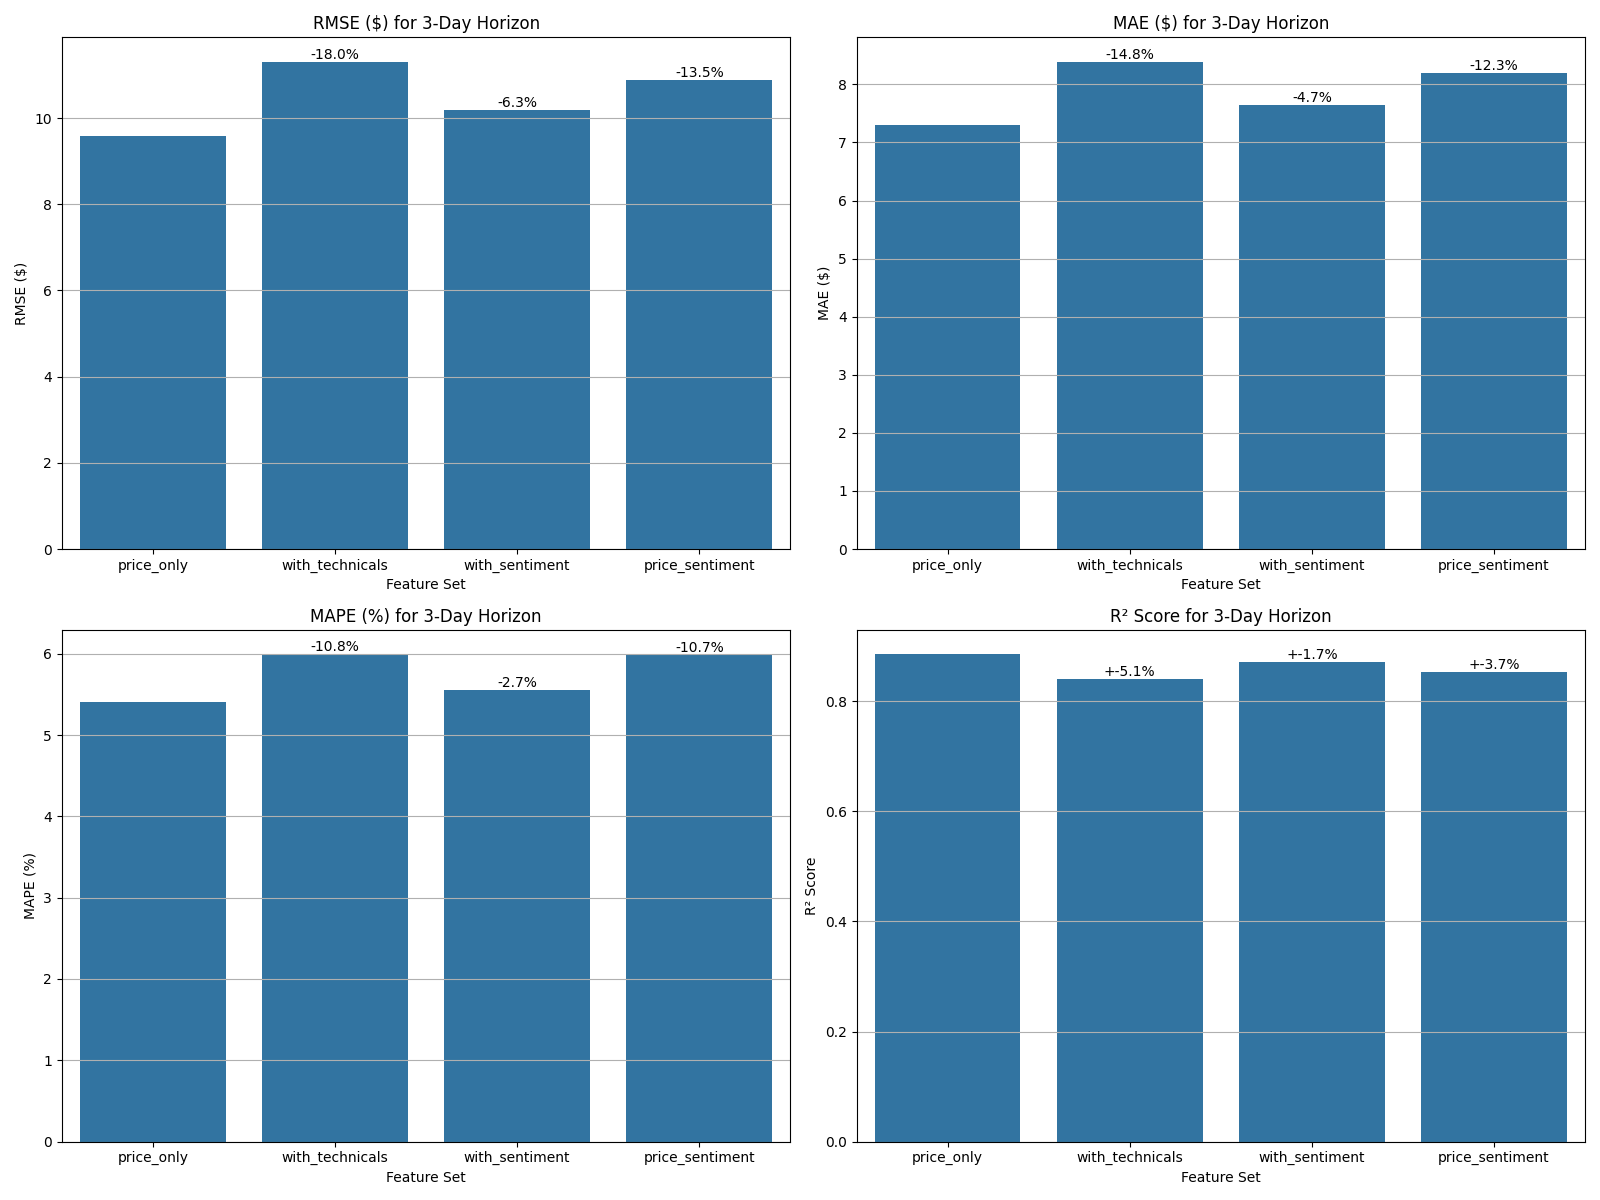 RMSE ($) for 3-Day Horizon
-18.0%
-13.5%
-6.3%
10
8
6
4
2
0
RMSE ($)
price_only with_technicals with_sentiment price_sentiment
Feature Set
MAE ($) for 3-Day Horizon
-14.8%
-12.3%
-4.7%
8
7
6
5
4
3
2
1
0
MAE ($)
price_only with_technicals with_sentiment price_sentiment
Feature Set
MAPE (%) for 3-Day Horizon
-10.8%
-10.7%
-2.7%
6
5
4
3
2
1
0
MAPE (%)
price_only with_technicals with_sentiment price_sentiment
Feature Set
R² Score for 3-Day Horizon
+-1.7%
+-3.7%
+-5.1%
0.8
0.6
0.4
0.2
0.0
R² Score
price_only with_technicals with_sentiment price_sentiment
Feature Set